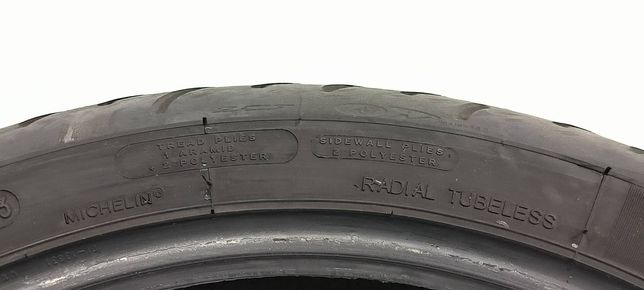 TREAD PLIES
1 ARAMID
2 POLYESTER
SIDEWALL PLIES
2 POLYESTER
MICHELIN®
RADIAL TUBELESS